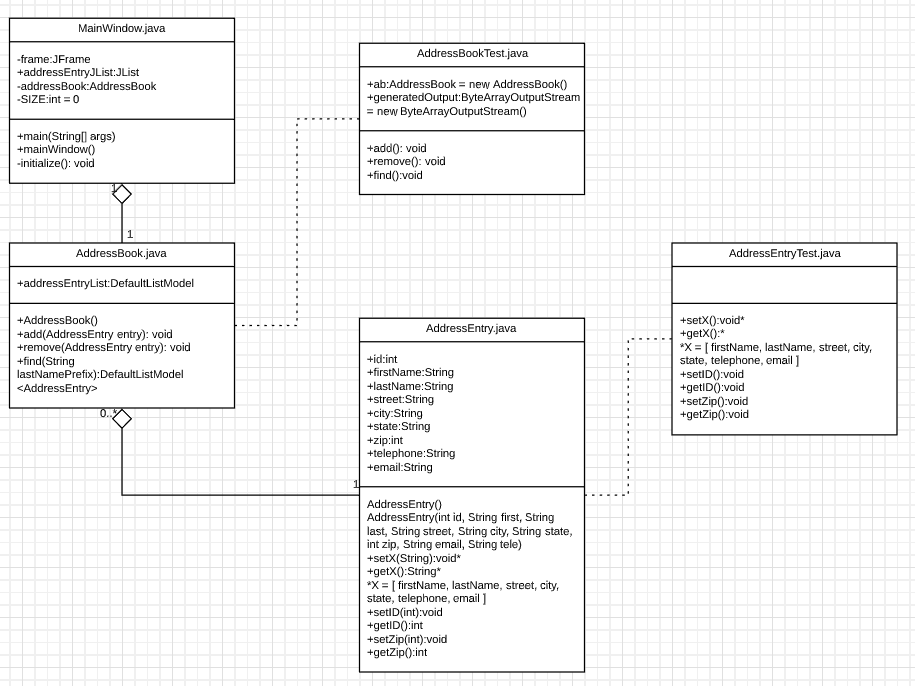 MainWindow.java
-frame:JFrame
+addressEntryJList:JList
-addressBook:AddressBook
-SIZE:int = 0
+main(String[] args)
+mainWindow()
-initialize(): void
1
1
AddressBook.java
+addressEntryList:DefaultListModel
+AddressBook()
+add(AddressEntry entry): void
+remove(AddressEntry entry): void
+find(String
lastNamePrefix):DefaultListModel
<AddressEntry>
0..*
1
AddressBookTest.java
+ab:AddressBook = new AddressBook()
+generatedOutput:ByteArrayOutputStream
= new ByteArrayOutputStream()
+add(): void
+remove(): void
+find():void
AddressEntry.java
+id:int
+firstName:String
+lastName:String
+street:String
+city:String
+state:String
+zip:int
+telephone:String
+email:String
AddressEntry()
AddressEntry(int id, String first, String
last, String street, String city, String state,
int zip, String email, String tele)
+setX(String):void*
+getX():String*
*X = [ firstName, lastName, street, city,
state, telephone, email ]
+setID(int):void
+getID():int
+setZip(int):void
+getZip():int
AddressEntryTest.java
+setX():void*
+getX():*
*X = [ firstName, lastName, street, city,
state, telephone, email ]
+setID():void
+getID():void
+setZip():void
+getZip():void